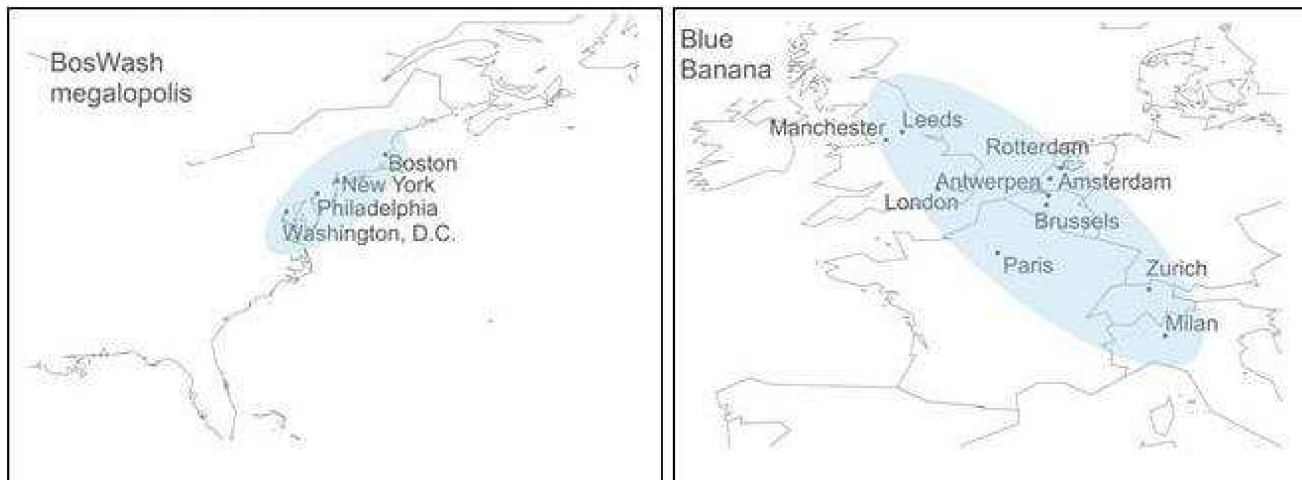 BosWash
megalopolis
Boston
New York
Philadelphia
Washington, D.C.
Blue
Banana
Leeds
Manchester
Rotterdam
Antwerpen
Amsterdam
London
Brussels
Paris
Zurich
Milan